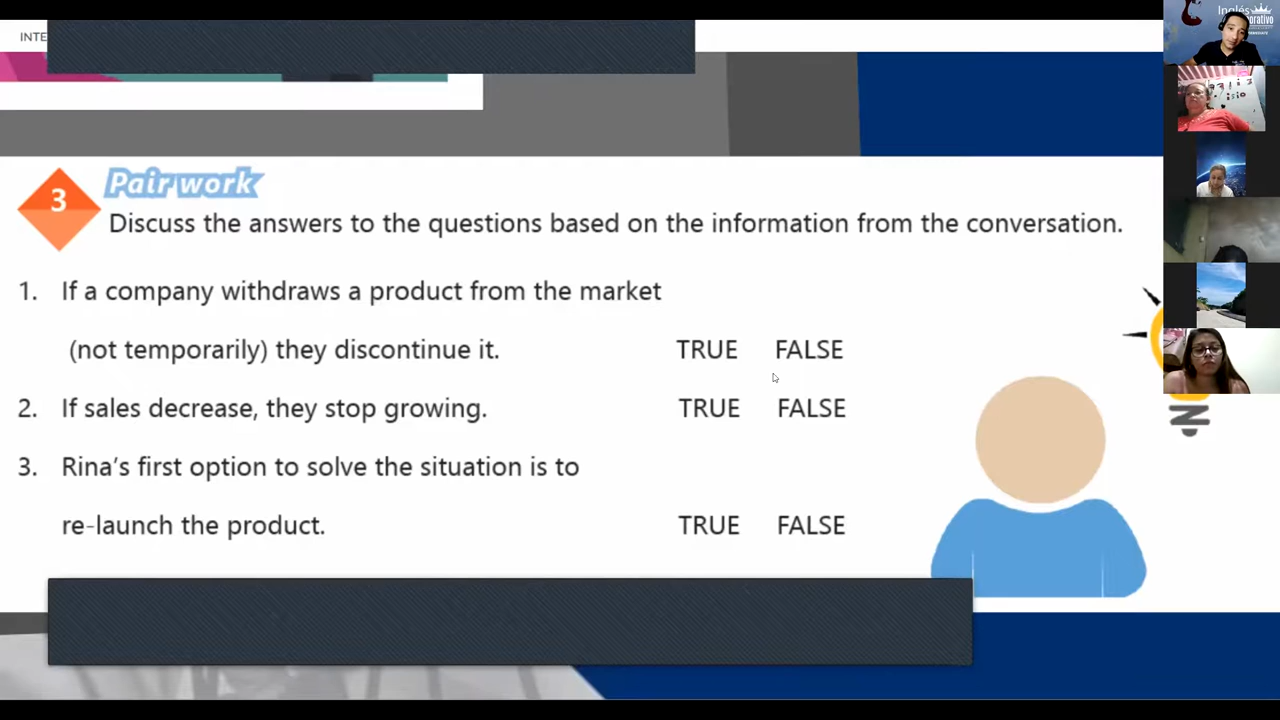 INTE
Inglés
3
Pair work
Discuss the answers to the questions based on the information from the conversation.
1. If a company withdraws a product from the market
(not temporarily) they discontinue it. TRUE FALSE
2. If sales decrease, they stop growing. TRUE FALSE
3. Rina's first option to solve the situation is to
re-launch the product. TRUE FALSE